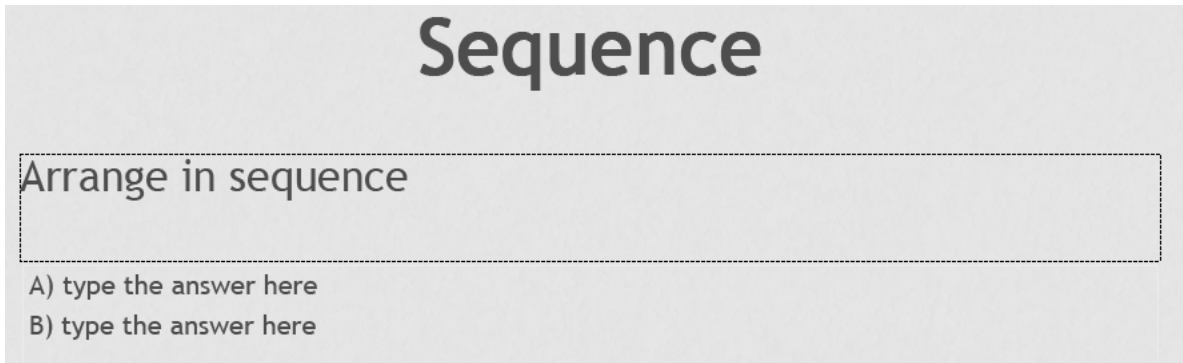 Sequence
Arrange in sequence
A) type the answer here
B) type the answer here